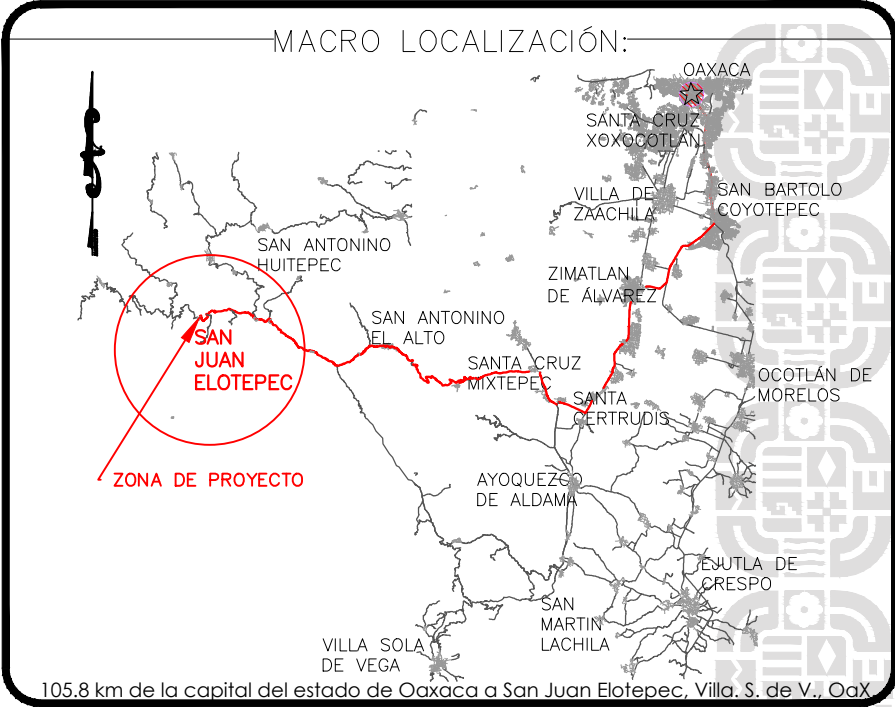 MACRO LOCALIZACIÓN:
OAXACA
SANTA CRUZ
XOXOCOTLÁN
SAN BARTOLO
COYOTEPEC
VILLA DE
ZAACHILA
SAN ANTONINO
HUITEPEC
ZIMATLAN
DE ÁLVAREZ
SAN ANTONINO
EL ALTO
SAN
JUAN
ELOTEPEC
SANTA CRUZ
MIXTEPEC
OCOTLÁN DE
MORELOS
SANTA
GERTRUDIS
ZONA DE PROYECTO
AYOQUEZCO
DE ALDAMA
EJUTLA DE
CRESPO
SAN
MARTIN
LACHILA
VILLA SOLA
DE VEGA
105.8 km de la capital del estado de Oaxaca a San Juan Elotepec, Villa. S. de V., OaX.